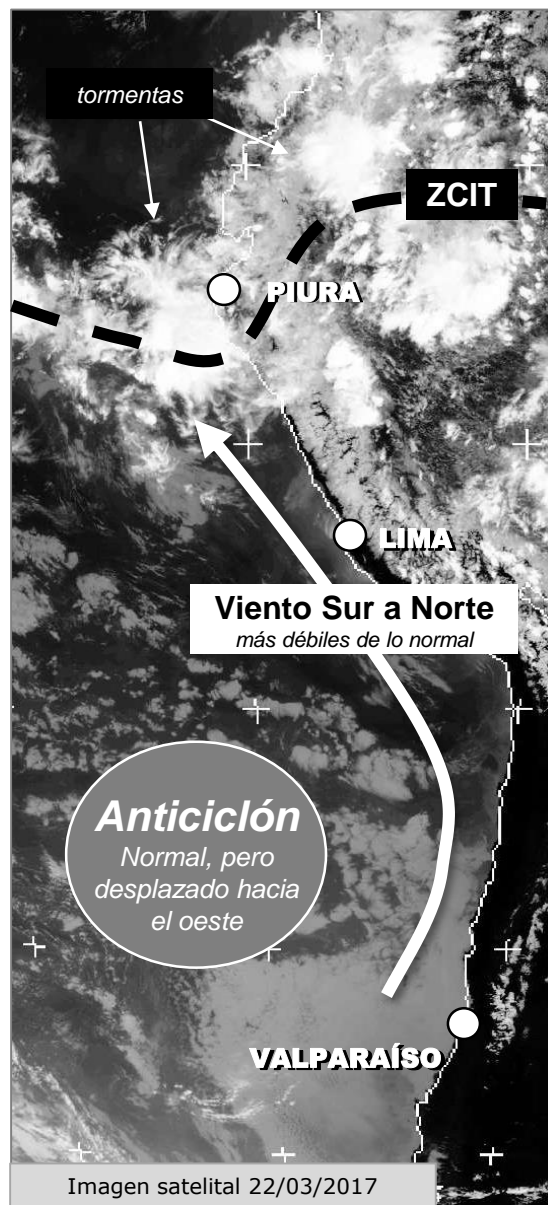 tormentas
ZCIT
PIURA
LIMA
Viento Sur a Norte
más débiles de lo normal
Anticiclón
Normal, pero
desplazado hacia
el oeste
VALPARAÍSO
Imagen satelital 22/03/2017